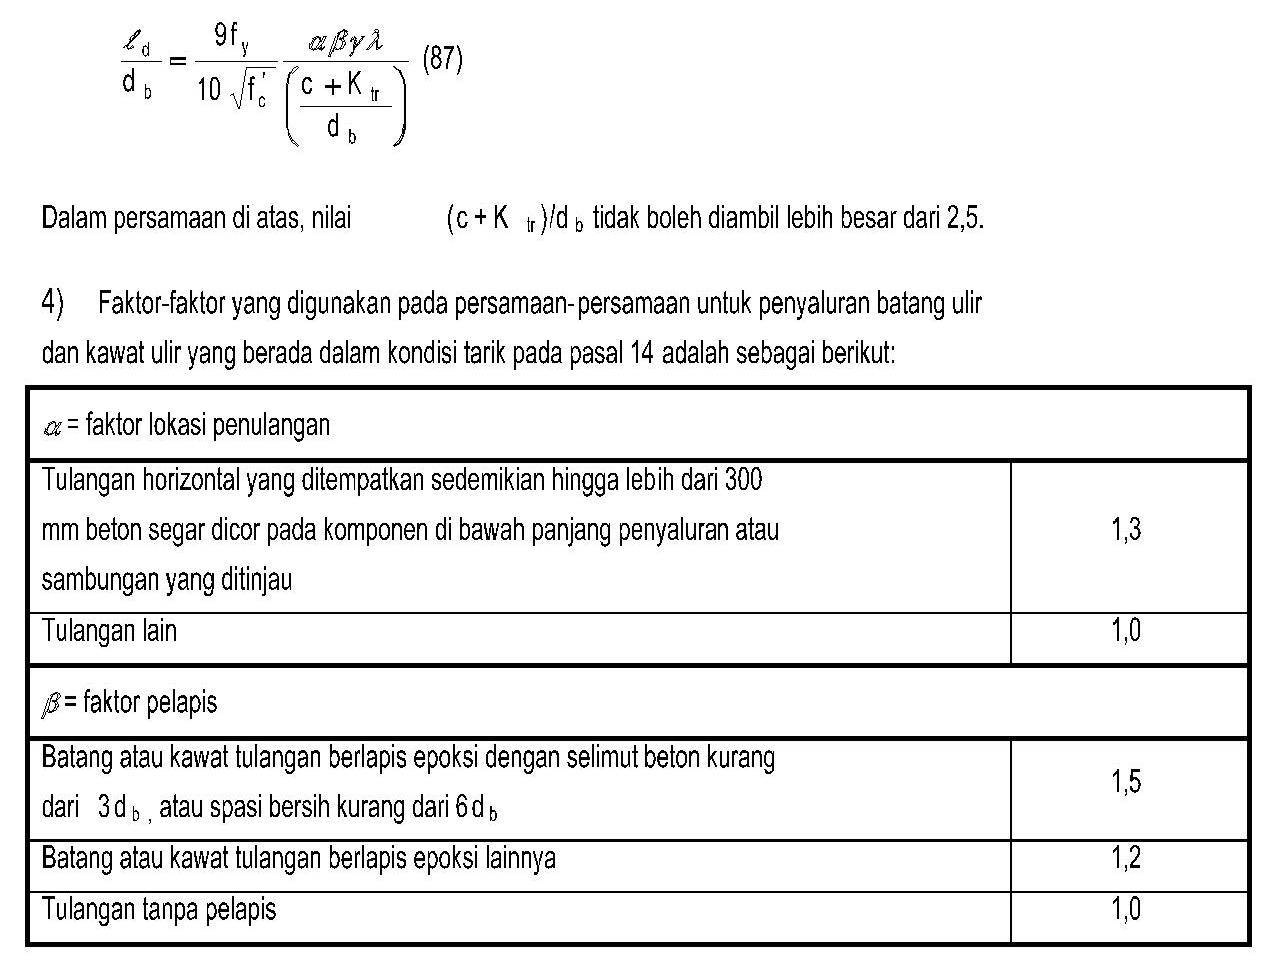 ℓd / db = 9fy / 10 √f'c αβγλ / ((c + Ktr) / db) (87)
Dalam persamaan di atas, nilai (c + K tr)/d b tidak boleh diambil lebih besar dari 2,5.
4) Faktor-faktor yang digunakan pada persamaan-persamaan untuk penyaluran batang ulir
dan kawat ulir yang berada dalam kondisi tarik pada pasal 14 adalah sebagai berikut:
α = faktor lokasi penulangan
Tulangan horizontal yang ditempatkan sedemikian hingga lebih dari 300
mm beton segar dicor pada komponen di bawah panjang penyaluran atau
sambungan yang ditinjau
1,3
Tulangan lain 1,0
β = faktor pelapis
Batang atau kawat tulangan berlapis epoksi dengan selimut beton kurang
dari 3d b , atau spasi bersih kurang dari 6d b
1,5
Batang atau kawat tulangan berlapis epoksi lainnya 1,2
Tulangan tanpa pelapis 1,0